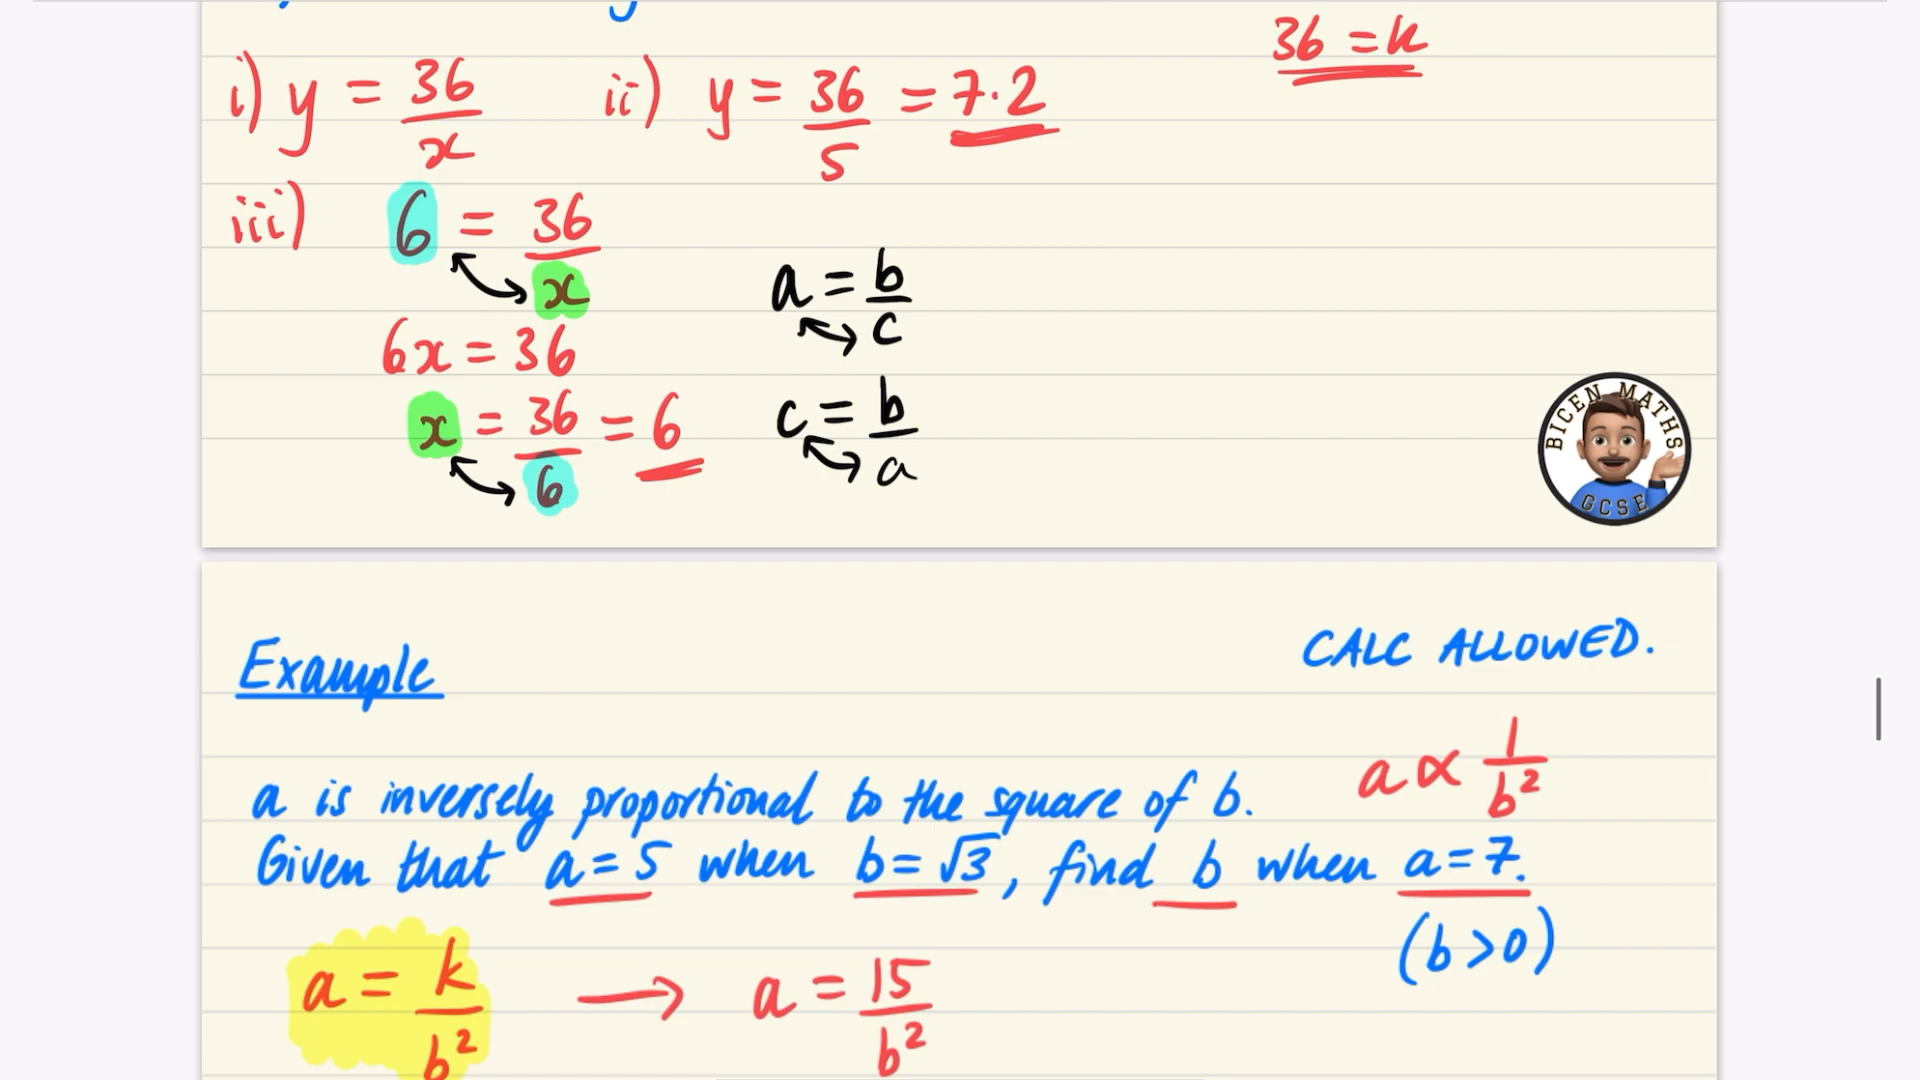 36 = k
i) y = 36/x ii) y = 36/5 = 7·2
iii) 6 = 36/x
a = b/c
6x = 36
x = 36/6 = 6
c = b/a
BICEN MATHS
GCSE
Example
CALC ALLOWED.
a ∝ 1/b²
a is inversely proportional to the square of b.
Given that a = 5 when b = √3, find b when a = 7.
(b > 0)
a = k/b² → a = 15/b²